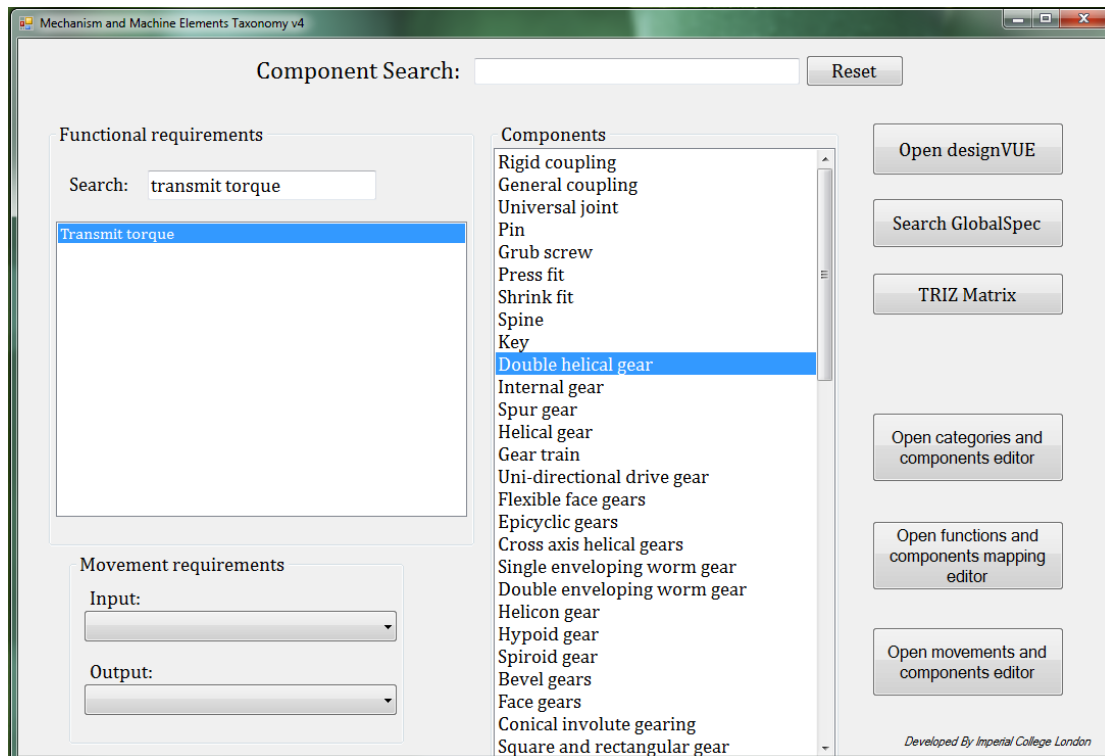 Mechanism and Machine Elements Taxonomy v4
Component Search:
Reset
Functional requirements
Search:
transmit torque
Transmit torque
Movement requirements
Input:
Output:
Components
Rigid coupling
General coupling
Universal joint
Pin
Grub screw
Press fit
Shrink fit
Spine
Key
Double helical gear
Internal gear
Spur gear
Helical gear
Gear train
Uni-directional drive gear
Flexible face gears
Epicyclic gears
Cross axis helical gears
Single enveloping worm gear
Double enveloping worm gear
Helicon gear
Hypoid gear
Spiroid gear
Bevel gears
Face gears
Conical involute gearing
Square and rectangular gear
Open designVUE
Search GlobalSpec
TRIZ Matrix
Open categories and
components editor
Open functions and
components mapping
editor
Open movements and
components editor
Developed By Imperial College London